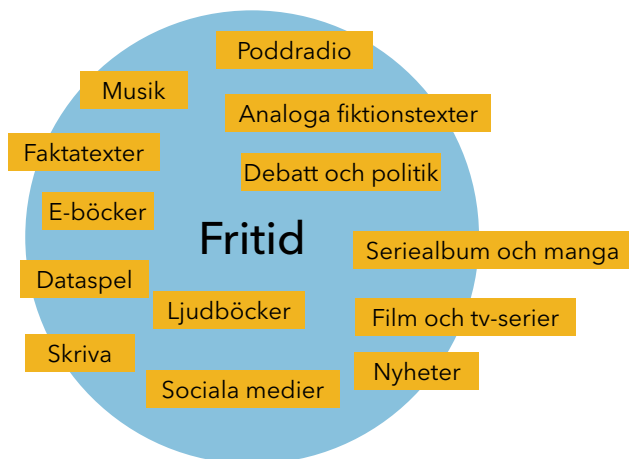 Poddradio
Musik
Analoga fiktionstexter
Faktatexter
Debatt och politik
E-böcker
Fritid
Seriealbum och manga
Dataspel
Ljudböcker
Film och tv-serier
Skriva
Nyheter
Sociala medier